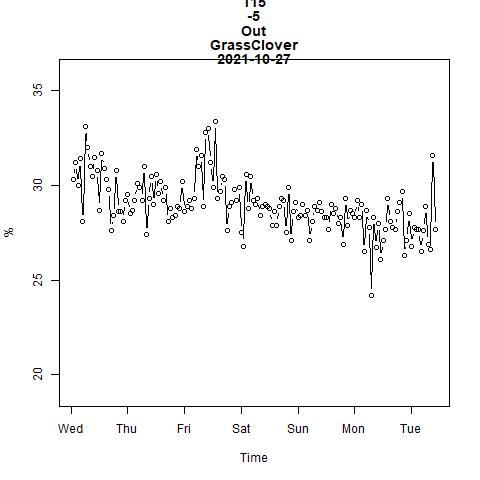 T15
-5
Out
GrassClover
2021-10-27
35
30
25
20
%
Wed Thu Fri Sat Sun Mon Tue
Time